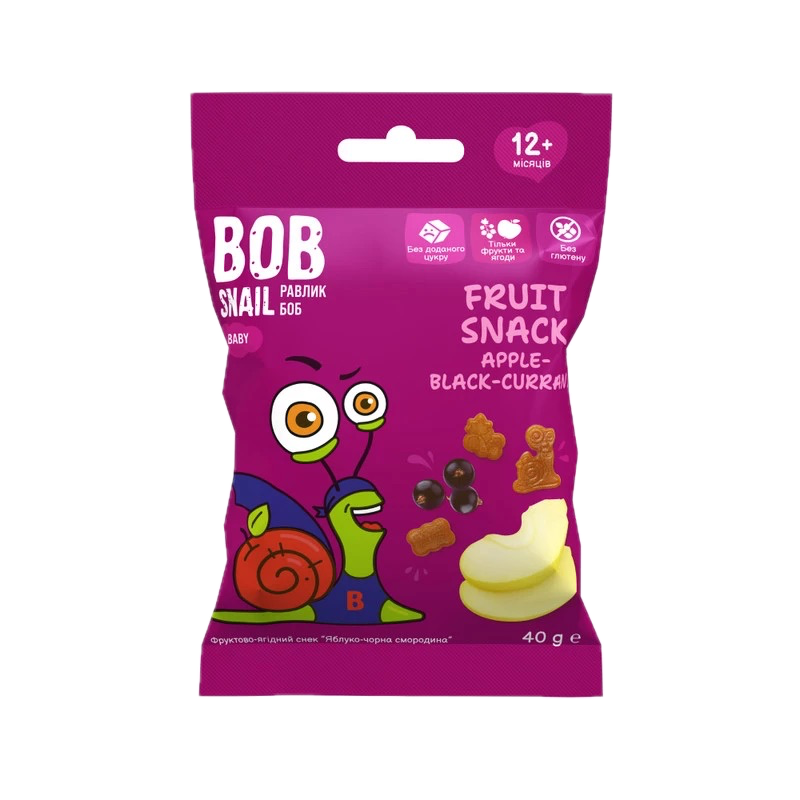 12+
місяців
BOB
SNAIL
РАВЛИК
БОБ
BABY
Без доданого
цукру
Тільки
фрукти та
ягоди
Без
глютену
FRUIT
SNACK
APPLE-
BLACK-CURRAN
B
Фруктово-ягідний снек "Яблуко-чорна смородина"
40 g e